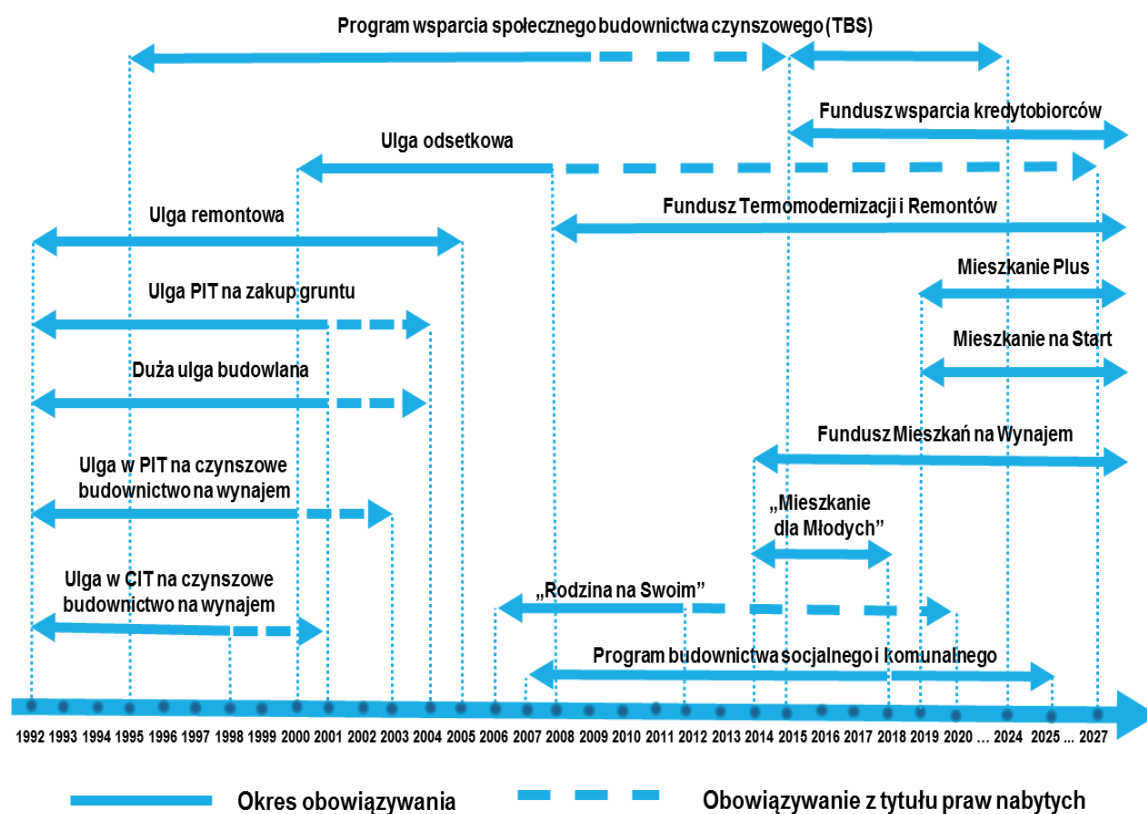 Program wsparcia społecznego budownictwa czynszowego (TBS)
Fundusz wsparcia kredytobiorców
Ulga odsetkowa
Ulga remontowa
Fundusz Termomodernizacji i Remontów
Mieszkanie Plus
Ulga PIT na zakup gruntu
Mieszkanie na Start
Duża ulga budowlana
Fundusz Mieszkań na Wynajem
Ulga w PIT na czynszowe
budownictwo na wynajem
„Mieszkanie
dla Młodych”
Ulga w CIT na czynszowe
budownictwo na wynajem
„Rodzina na Swoim”
Program budownictwa socjalnego i komunalnego
1992 1993 1994 1995 1996 1997 1998 1999 2000 2001 2002 2003 2004 2005 2006 2007 2008 2009 2010 2011 2012 2013 2014 2015 2016 2017 2018 2019 2020 … 2024 2025 ... 2027
Okres obowiązywania
Obowiązywanie z tytułu praw nabytych